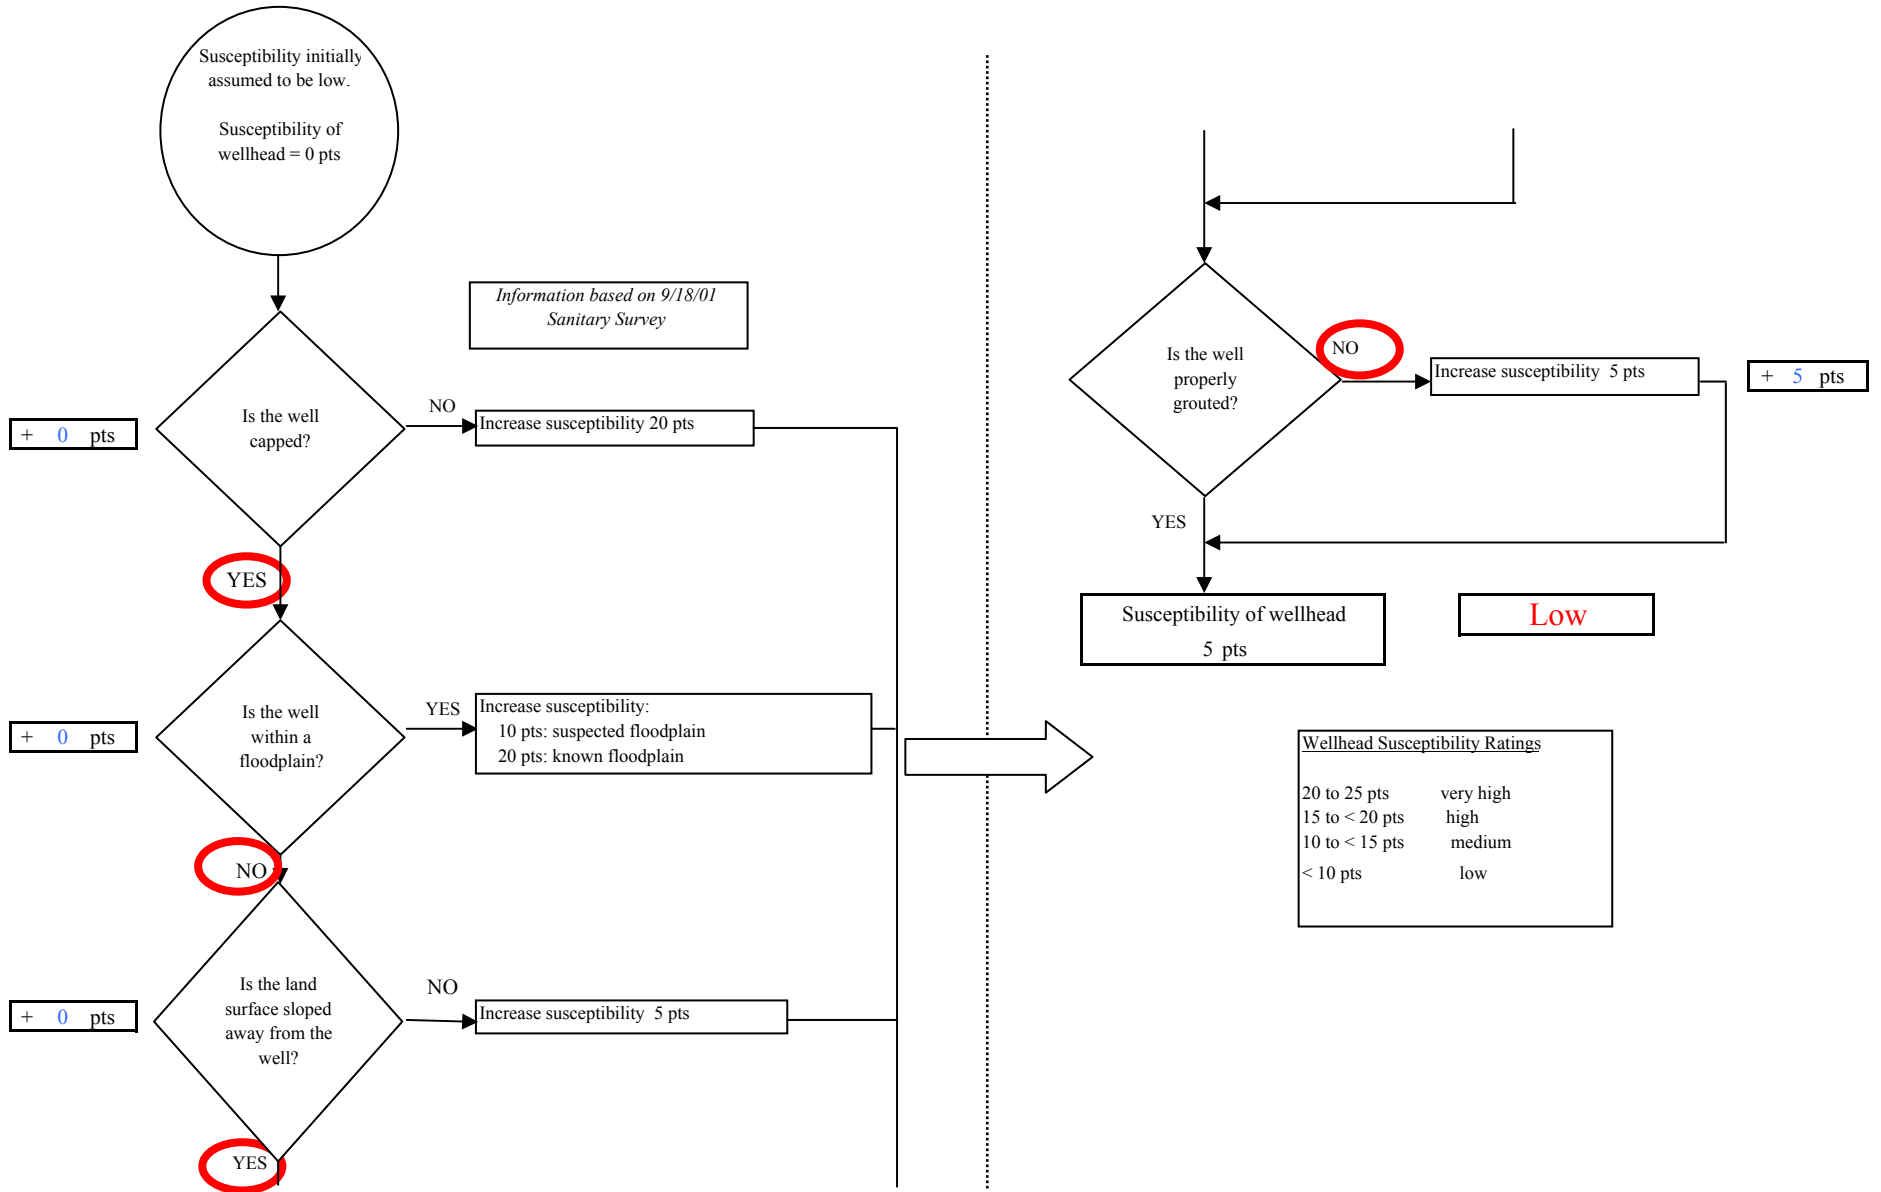 Susceptibility initially
assumed to be low.
Susceptibility of
wellhead = 0 pts
Information based on 9/18/01
Sanitary Survey
+ 0 pts
Is the well
capped?
NO
Increase susceptibility 20 pts
YES
+ 0 pts
Is the well
within a
floodplain?
YES
Increase susceptibility:
10 pts: suspected floodplain
20 pts: known floodplain
NO
+ 0 pts
Is the land
surface sloped
away from the
well?
NO
Increase susceptibility 5 pts
YES
Is the well
properly
grouted?
NO
Increase susceptibility 5 pts
+ 5 pts
YES
Susceptibility of wellhead
5 pts
Low
Wellhead Susceptibility Ratings
20 to 25 pts very high
15 to < 20 pts high
10 to < 15 pts medium
< 10 pts low